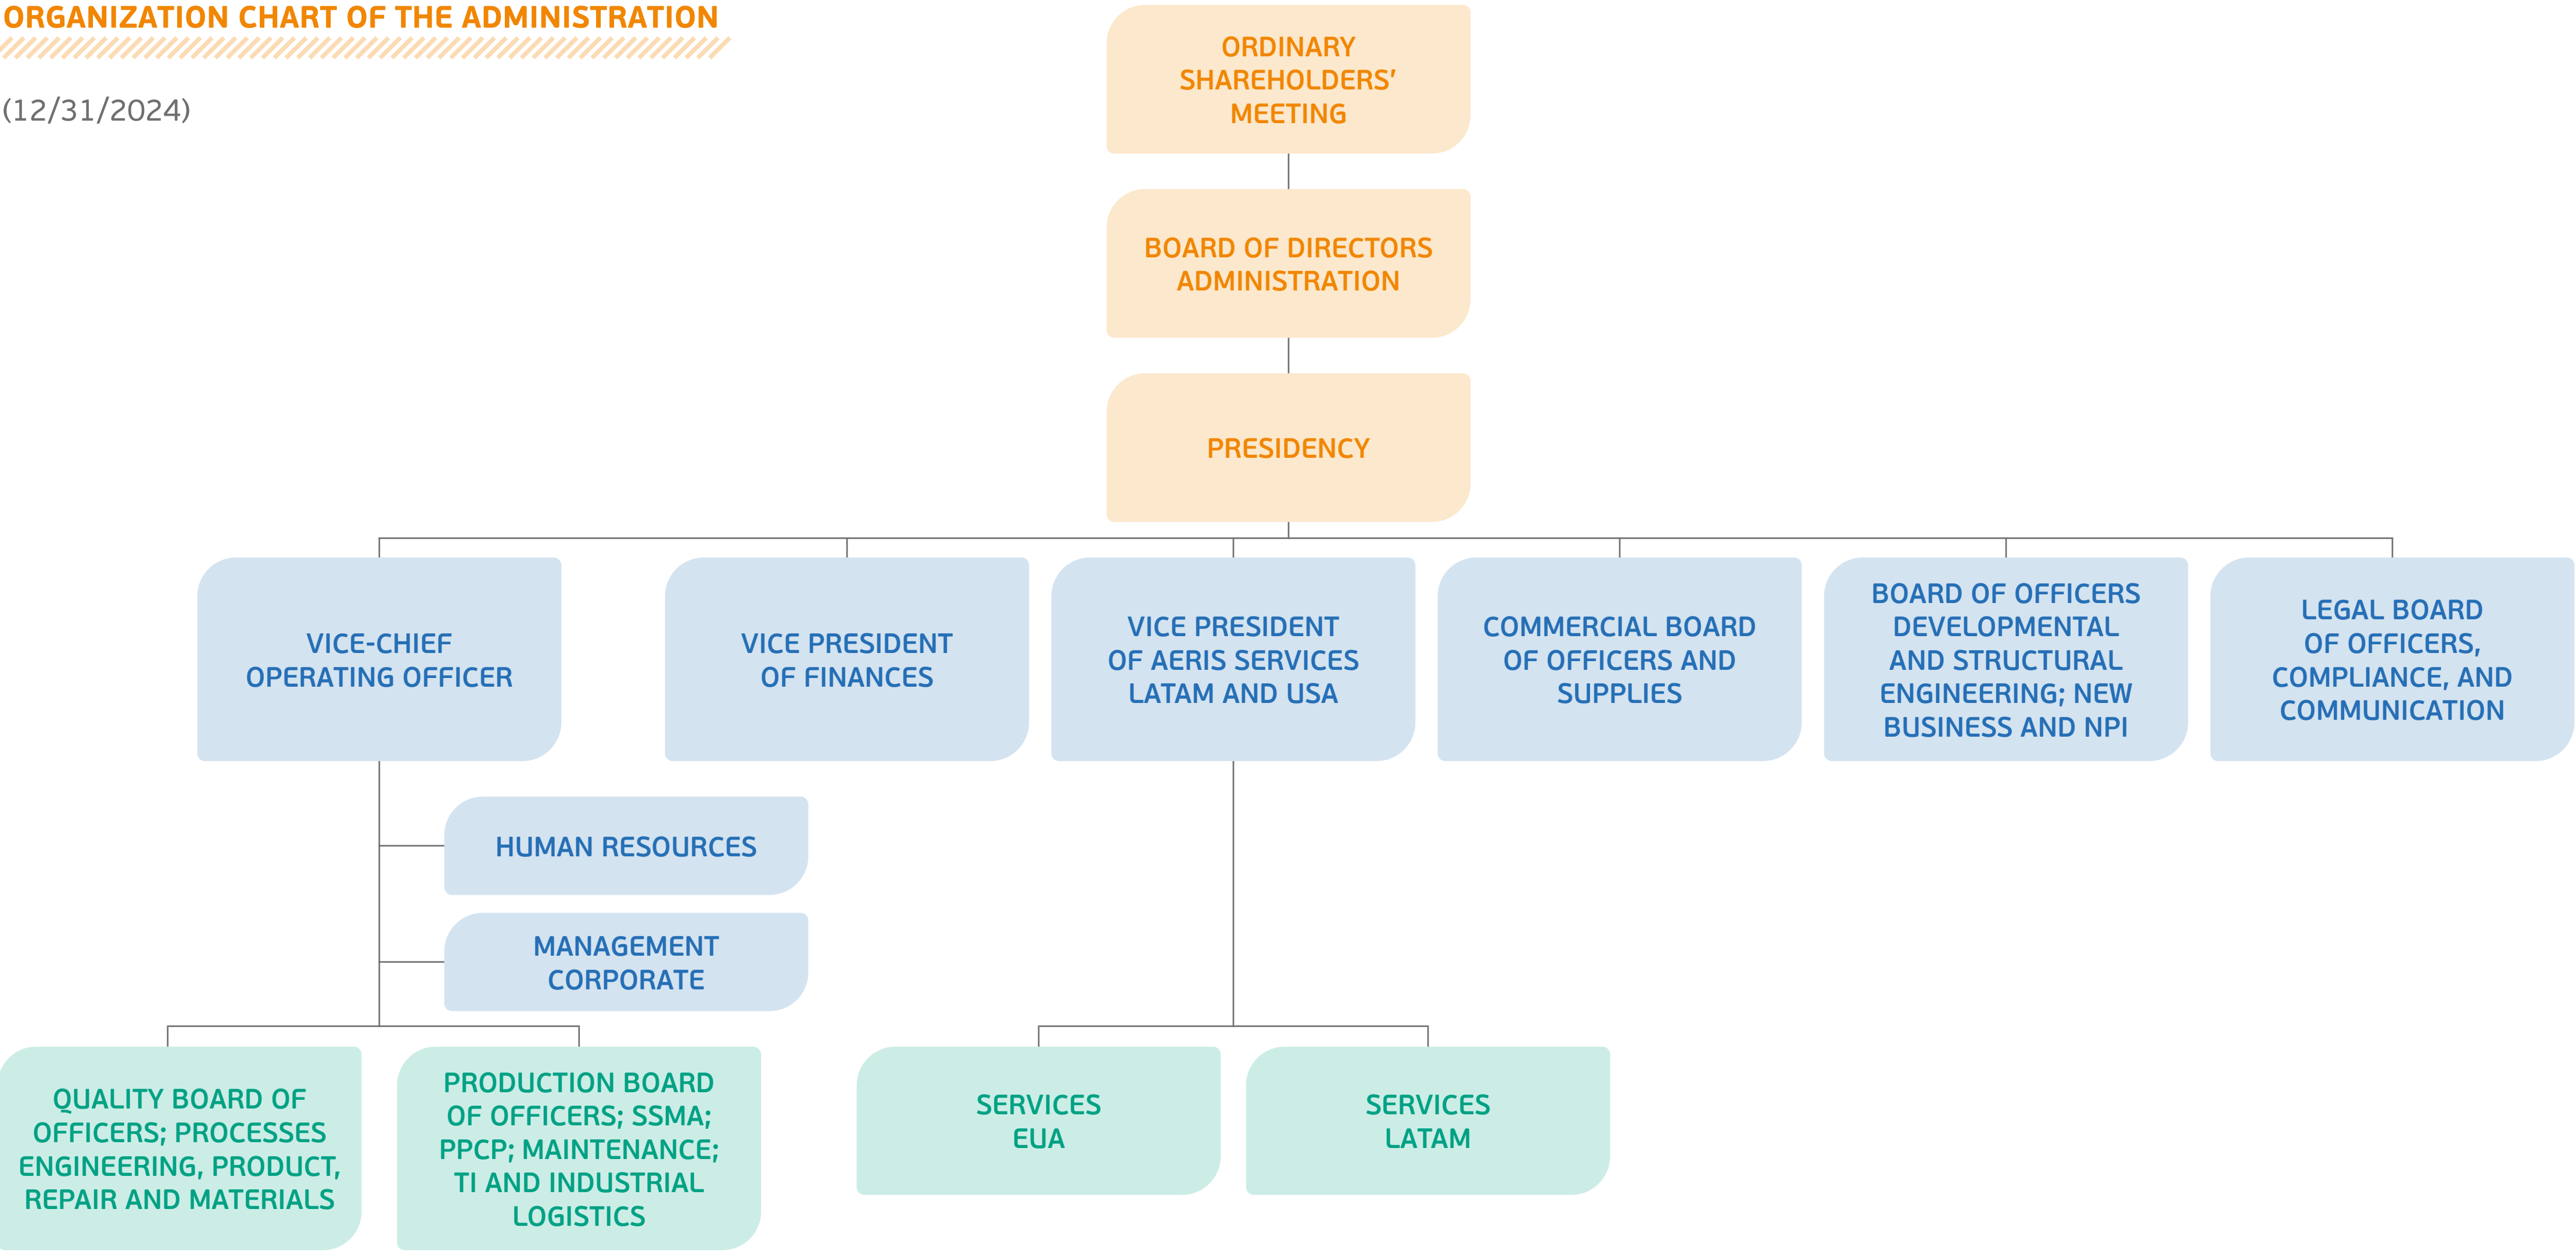 ORGANIZATION CHART OF THE ADMINISTRATION
(12/31/2024)
ORDINARY
SHAREHOLDERS’
MEETING
BOARD OF DIRECTORS
ADMINISTRATION
PRESIDENCY
VICE-CHIEF
OPERATING OFFICER
VICE PRESIDENT
OF FINANCES
VICE PRESIDENT
OF AERIS SERVICES
LATAM AND USA
COMMERCIAL BOARD
OF OFFICERS AND
SUPPLIES
BOARD OF OFFICERS
DEVELOPMENTAL
AND STRUCTURAL
ENGINEERING; NEW
BUSINESS AND NPI
LEGAL BOARD
OF OFFICERS,
COMPLIANCE, AND
COMMUNICATION
HUMAN RESOURCES
MANAGEMENT
CORPORATE
QUALITY BOARD OF
OFFICERS; PROCESSES
ENGINEERING, PRODUCT,
REPAIR AND MATERIALS
PRODUCTION BOARD
OF OFFICERS; SSMA;
PPCP; MAINTENANCE;
TI AND INDUSTRIAL
LOGISTICS
SERVICES
EUA
SERVICES
LATAM